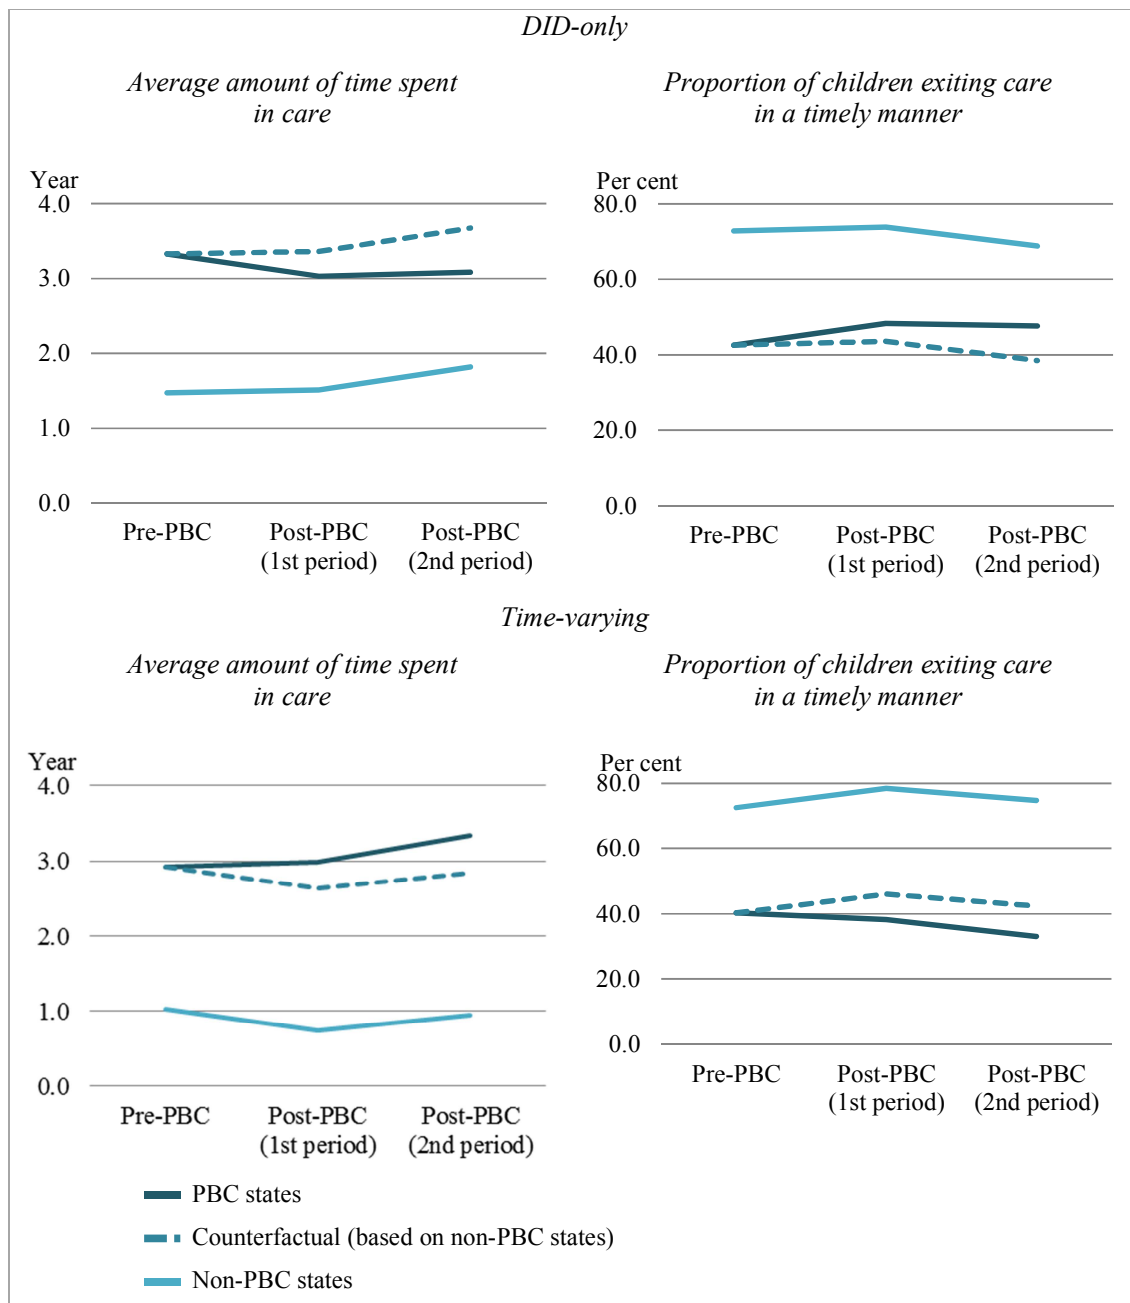 DID-only
Average amount of time spent
in care
Proportion of children exiting care
in a timely manner
Year
4.0
3.0
2.0
1.0
0.0
Pre-PBC
Post-PBC
(1st period)
Post-PBC
(2nd period)
Per cent
80.0
60.0
40.0
20.0
0.0
Pre-PBC
Post-PBC
(1st period)
Post-PBC
(2nd period)
Time-varying
Average amount of time spent
in care
Proportion of children exiting care
in a timely manner
Year
4.0
3.0
2.0
1.0
0.0
Pre-PBC
Post-PBC
(1st period)
Post-PBC
(2nd period)
Per cent
80.0
60.0
40.0
20.0
0.0
Pre-PBC
Post-PBC
(1st period)
Post-PBC
(2nd period)
PBC states
Counterfactual (based on non-PBC states)
Non-PBC states